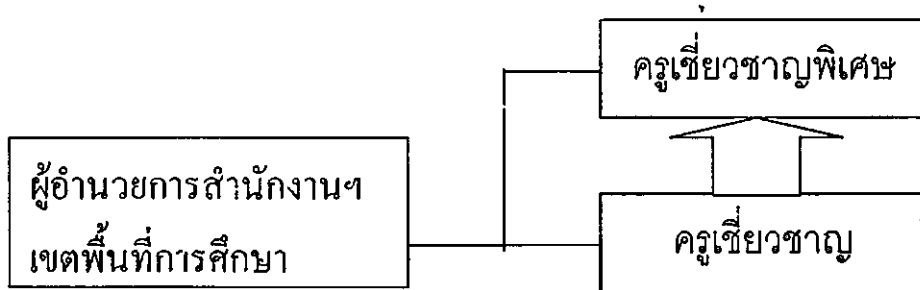 ครูเชี่ยวชาญพิเศษ
ผู้อำนวยการสำนักงานฯ
เขตพื้นที่การศึกษา
ครูเชี่ยวชาญ